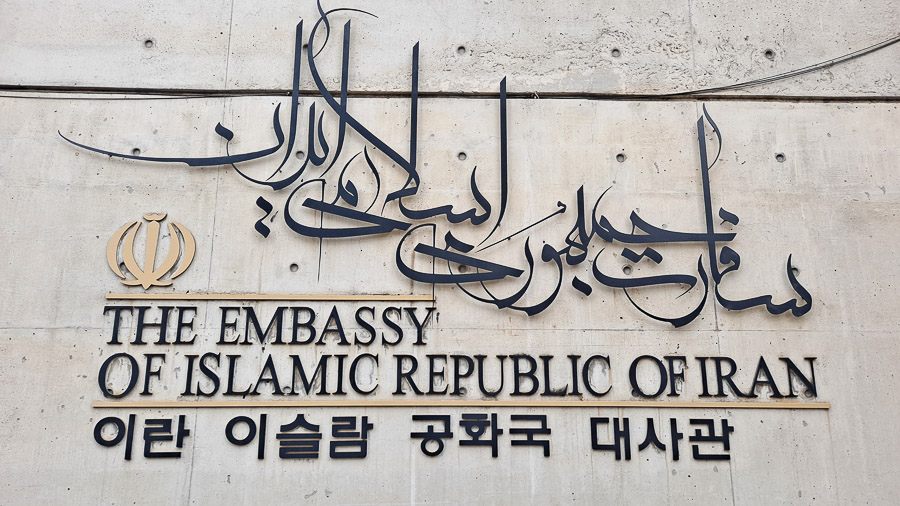 سفارت جمهوری اسلامی ایران
THE EMBASSY
OF ISLAMIC REPUBLIC OF IRAN
이란 이슬람 공화국 대사관